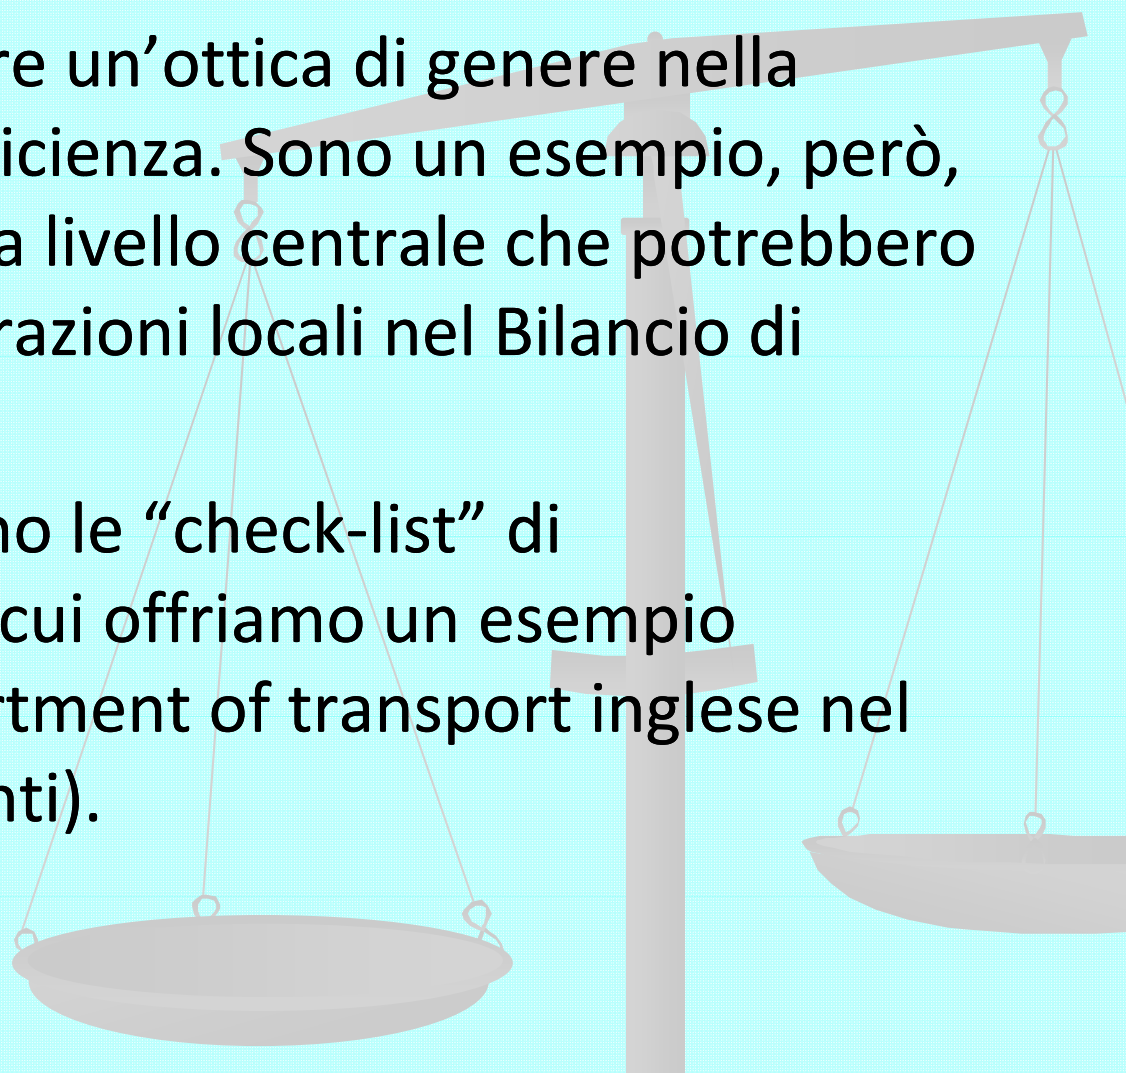 re un’ottica di genere nella
icienza. Sono un esempio, però,
a livello centrale che potrebbero
razioni locali nel Bilancio di
no le “check-list” di
cui offriamo un esempio
rtment of transport inglese nel
nti).